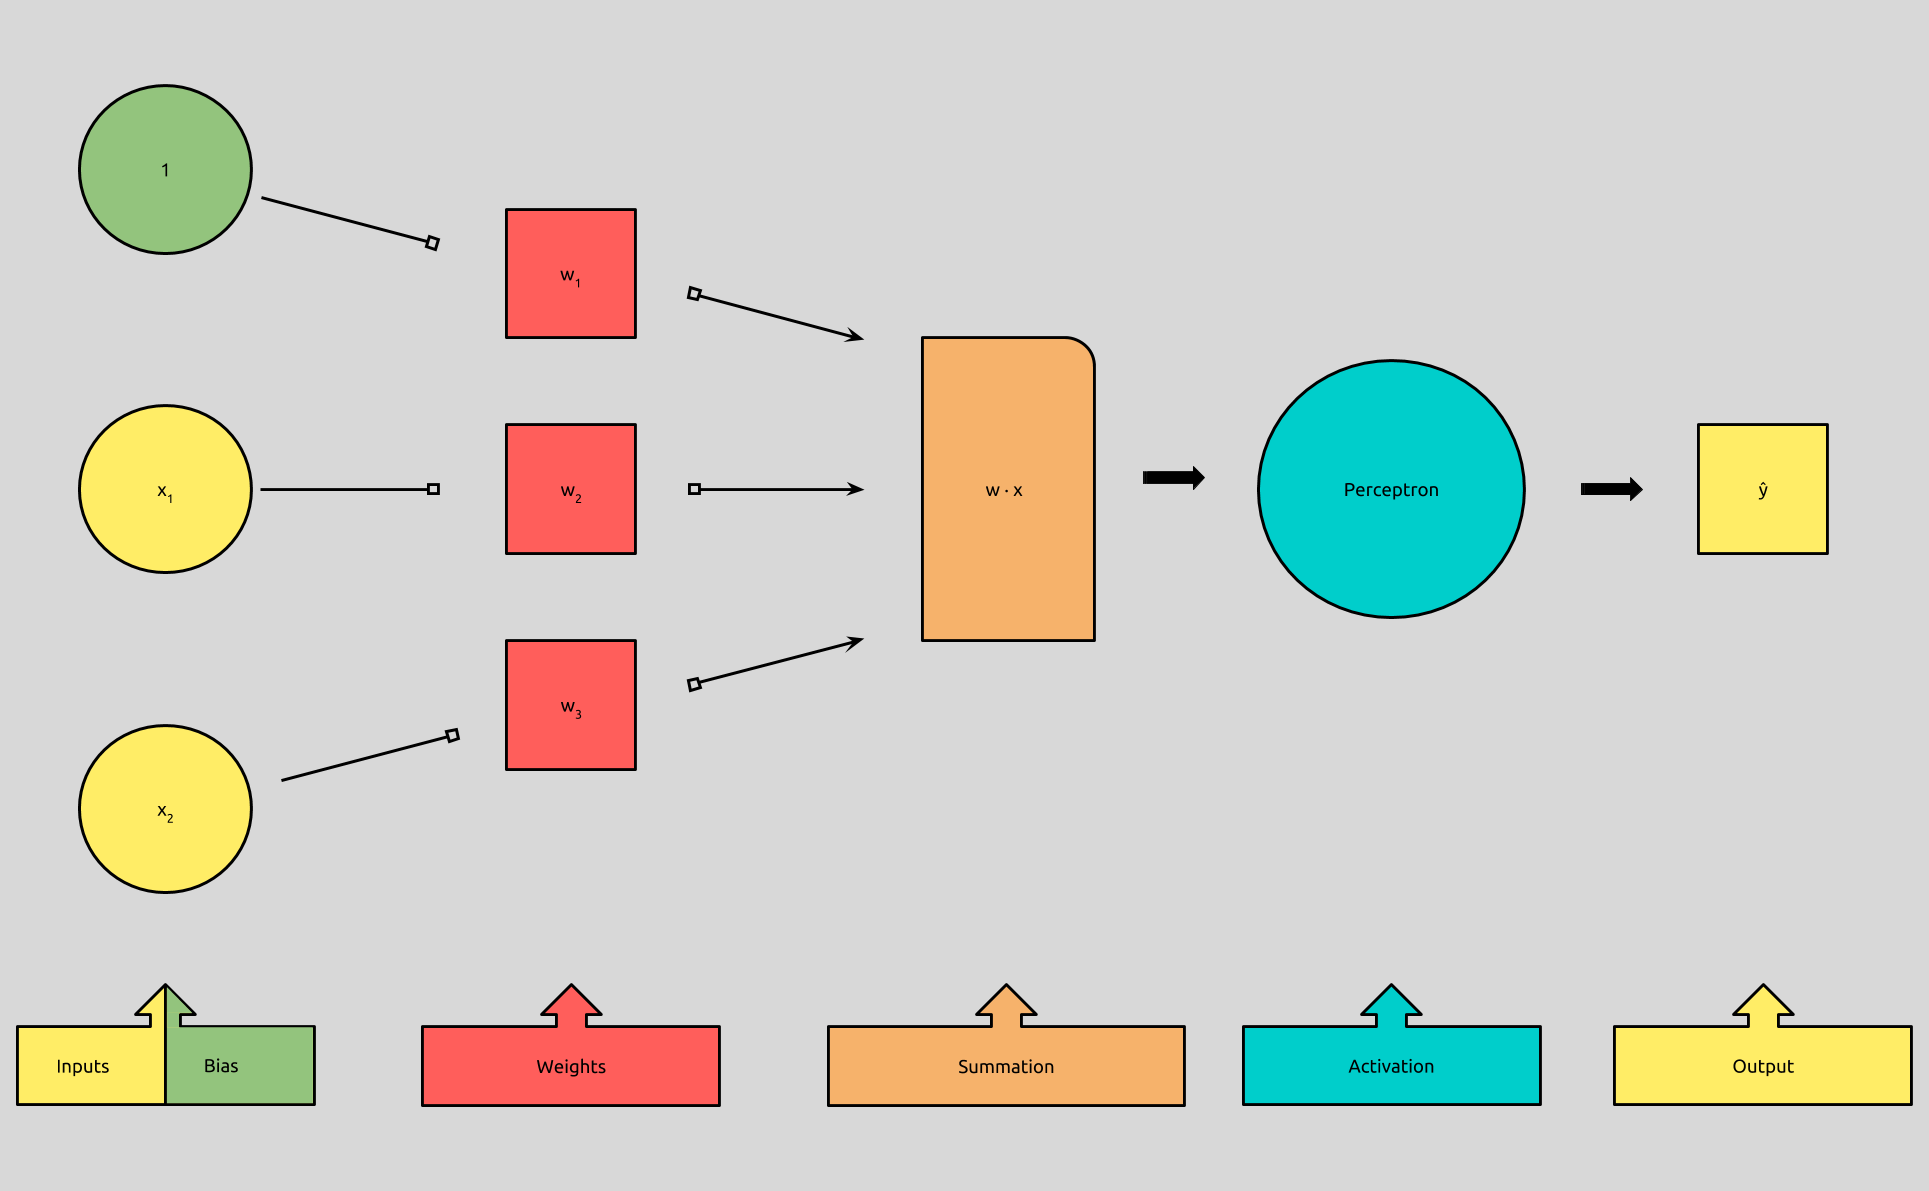 1
x₁
x₂
w₁
w₂
w₃
w · x
Perceptron
ŷ
Inputs
Bias
Weights
Summation
Activation
Output